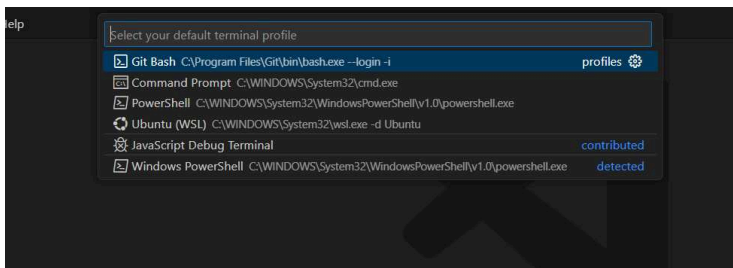 Select your default terminal profile
Git Bash C:\Program Files\Git\bin\bash.exe --login -i profiles
Command Prompt C:\WINDOWS\System32\cmd.exe
PowerShell C:\WINDOWS\System32\WindowsPowerShell\v1.0\powershell.exe
Ubuntu (WSL) C:\WINDOWS\System32\wsl.exe -d Ubuntu
JavaScript Debug Terminal contributed
Windows PowerShell C:\WINDOWS\System32\WindowsPowerShell\v1.0\powershell.exe detected